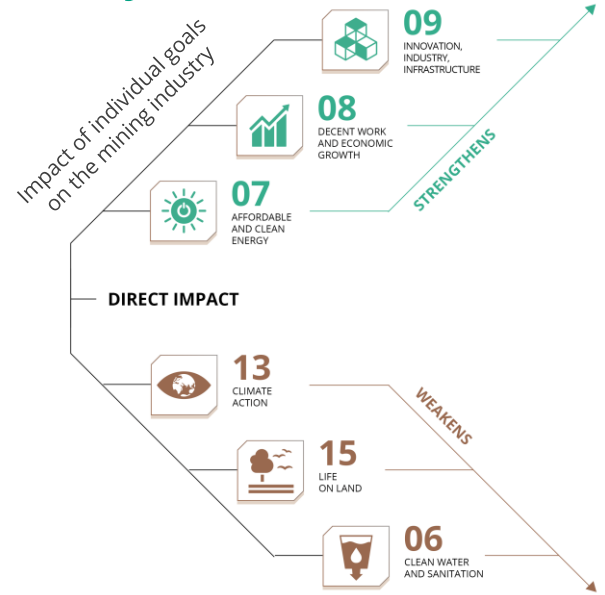 Impact of individual goals
on the mining industry
09
INNOVATION,
INDUSTRY,
INFRASTRUCTURE
08
DECENT WORK
AND ECONOMIC
GROWTH
STRENGTHENS
07
AFFORDABLE
AND CLEAN
ENERGY
DIRECT IMPACT
13
CLIMATE
ACTION
WEAKENS
15
LIFE
ON LAND
06
CLEAN WATER
AND SANITATION